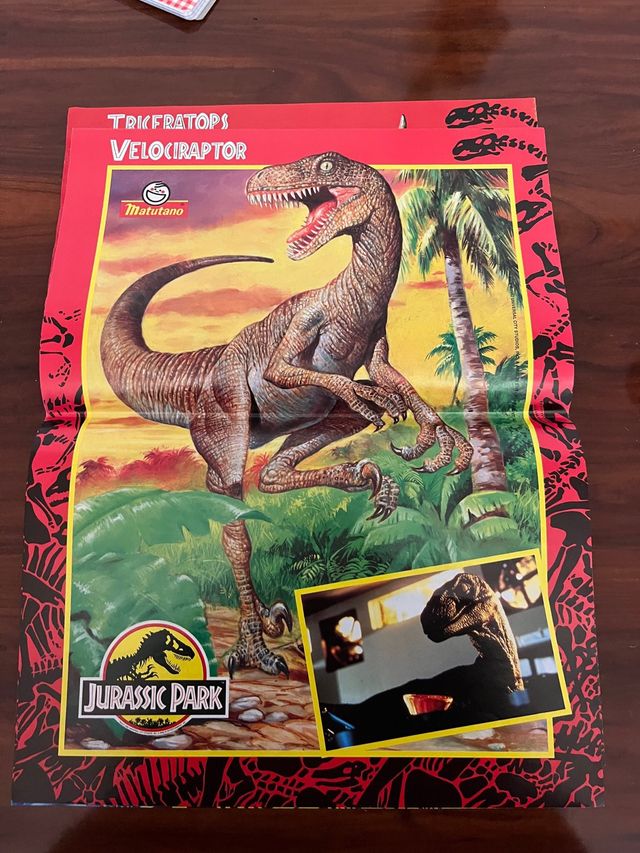 TRICERATOPS
VELOCIRAPTOR
Matutano
JURASSIC PARK